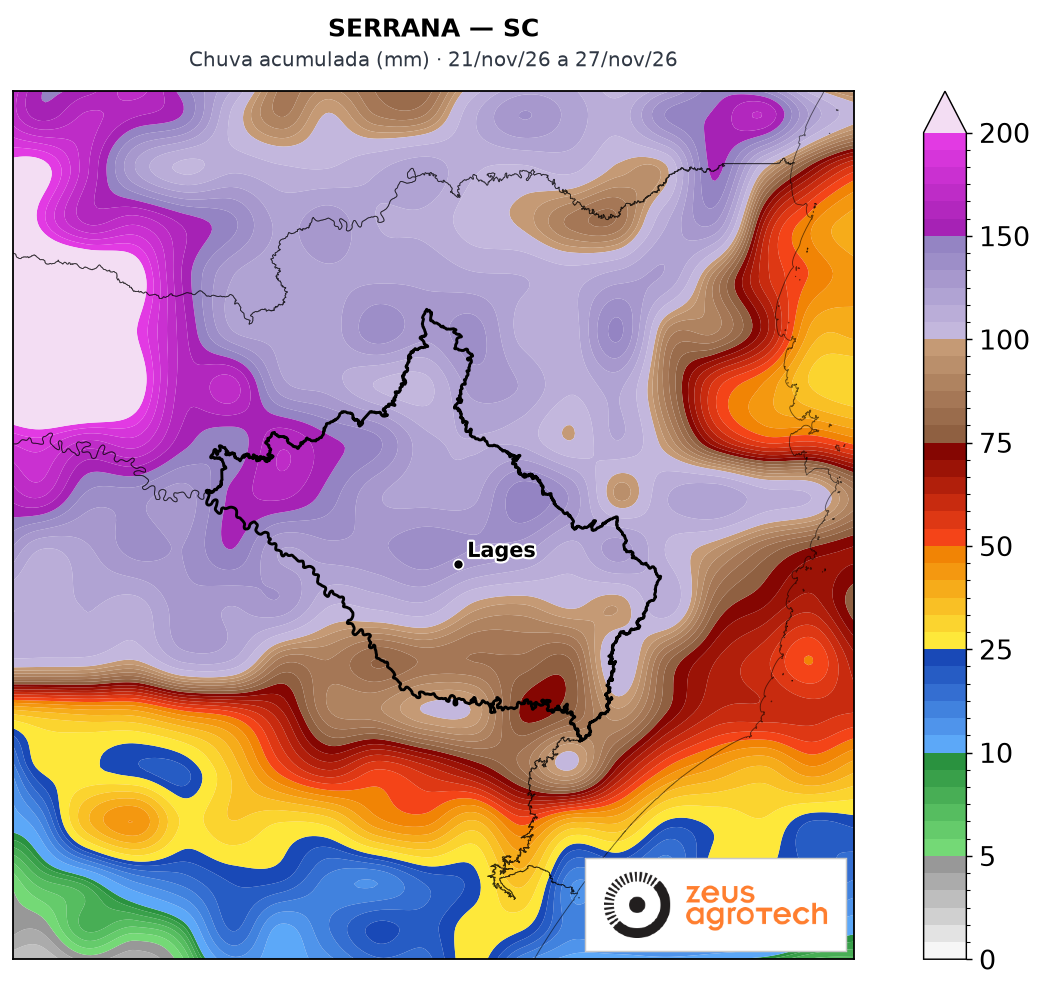 SERRANA — SC
Chuva acumulada (mm) · 21/nov/26 a 27/nov/26
200
150
100
75
50
25
10
5
0
Lages
zeus
agrotech